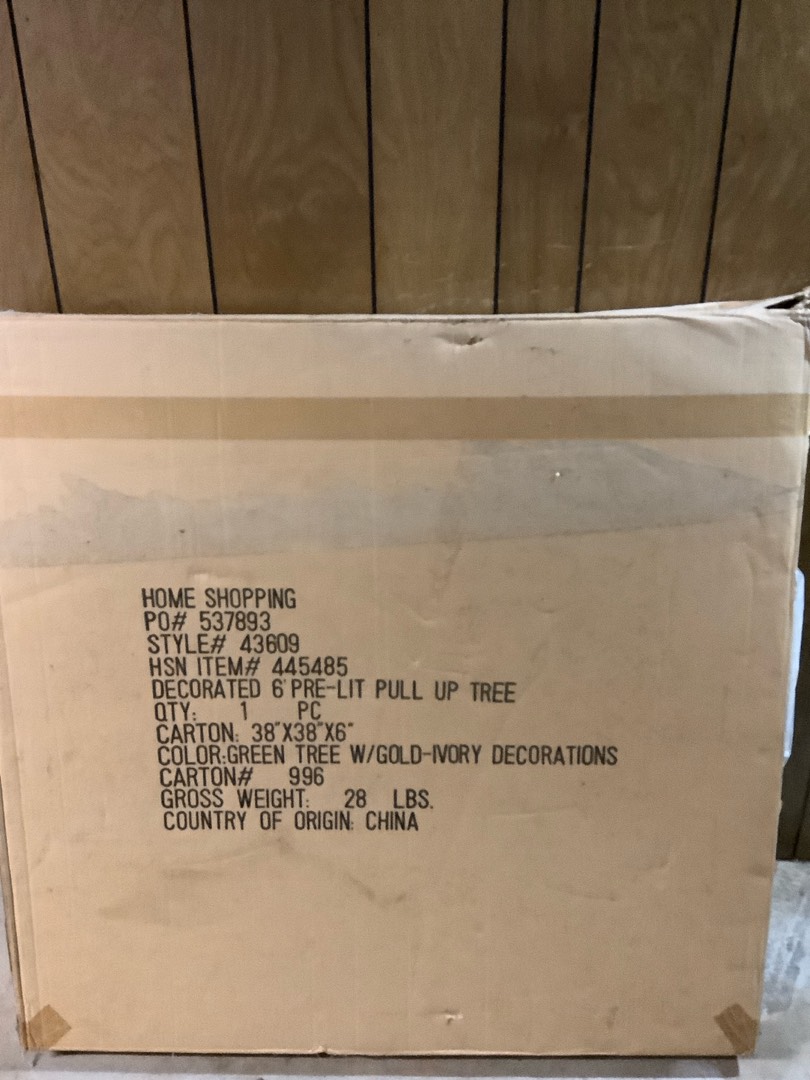 HOME SHOPPING
PO# 537893
STYLE# 43609
HSN ITEM# 445485
DECORATED 6' PRE-LIT PULL UP TREE
QTY: 1 PC
CARTON: 38"X38"X6"
COLOR:GREEN TREE W/GOLD-IVORY DECORATIONS
CARTON# 996
GROSS WEIGHT: 28 LBS.
COUNTRY OF ORIGIN: CHINA